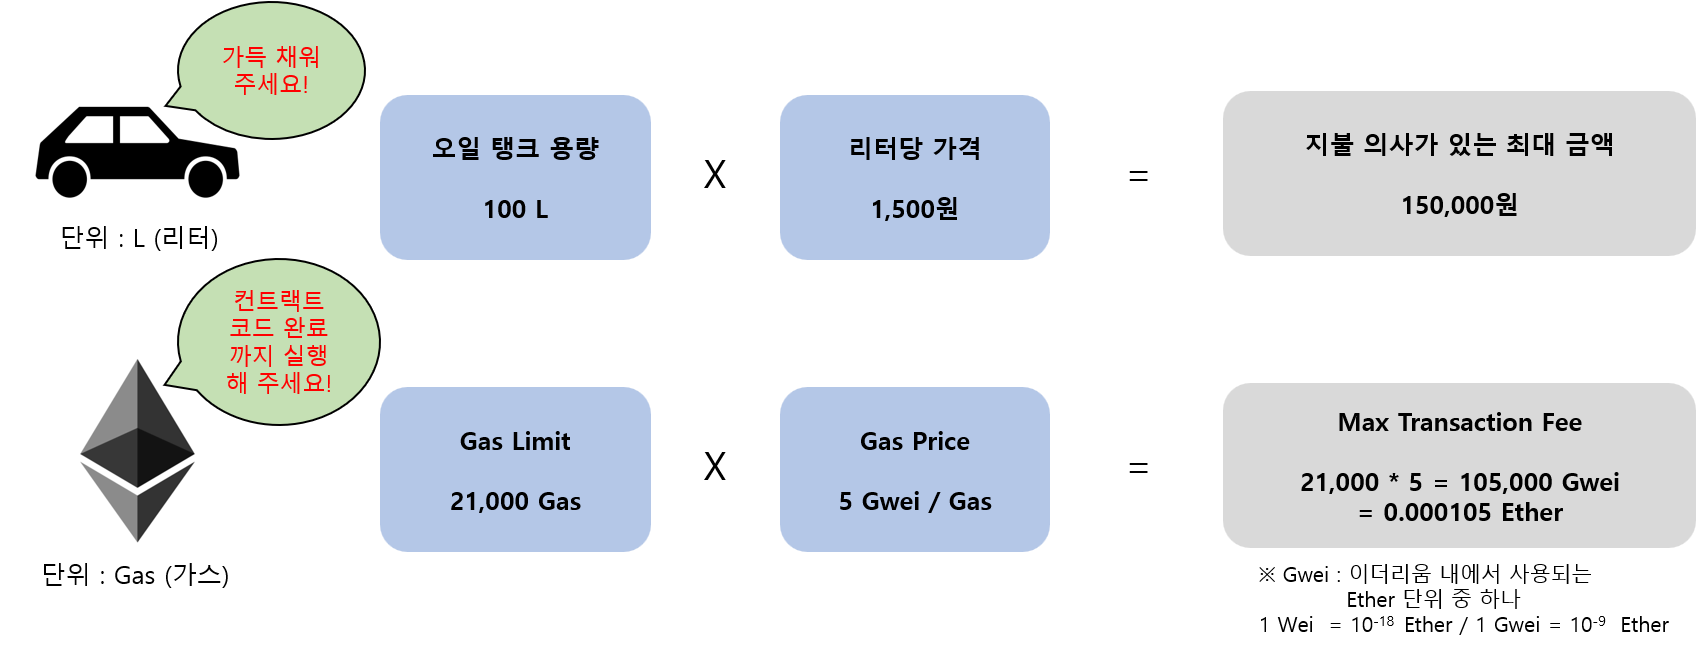 가득 채워
주세요!
오일 탱크 용량
100 L
X
리터당 가격
1,500원
=
지불 의사가 있는 최대 금액
150,000원
단위 : L (리터)
컨트랙트
코드 완료
까지 실행
해 주세요!
Gas Limit
21,000 Gas
X
Gas Price
5 Gwei / Gas
=
Max Transaction Fee
21,000 * 5 = 105,000 Gwei
= 0.000105 Ether
단위 : Gas (가스)
※ Gwei : 이더리움 내에서 사용되는
Ether 단위 중 하나
1 Wei = 10⁻¹⁸ Ether / 1 Gwei = 10⁻⁹ Ether